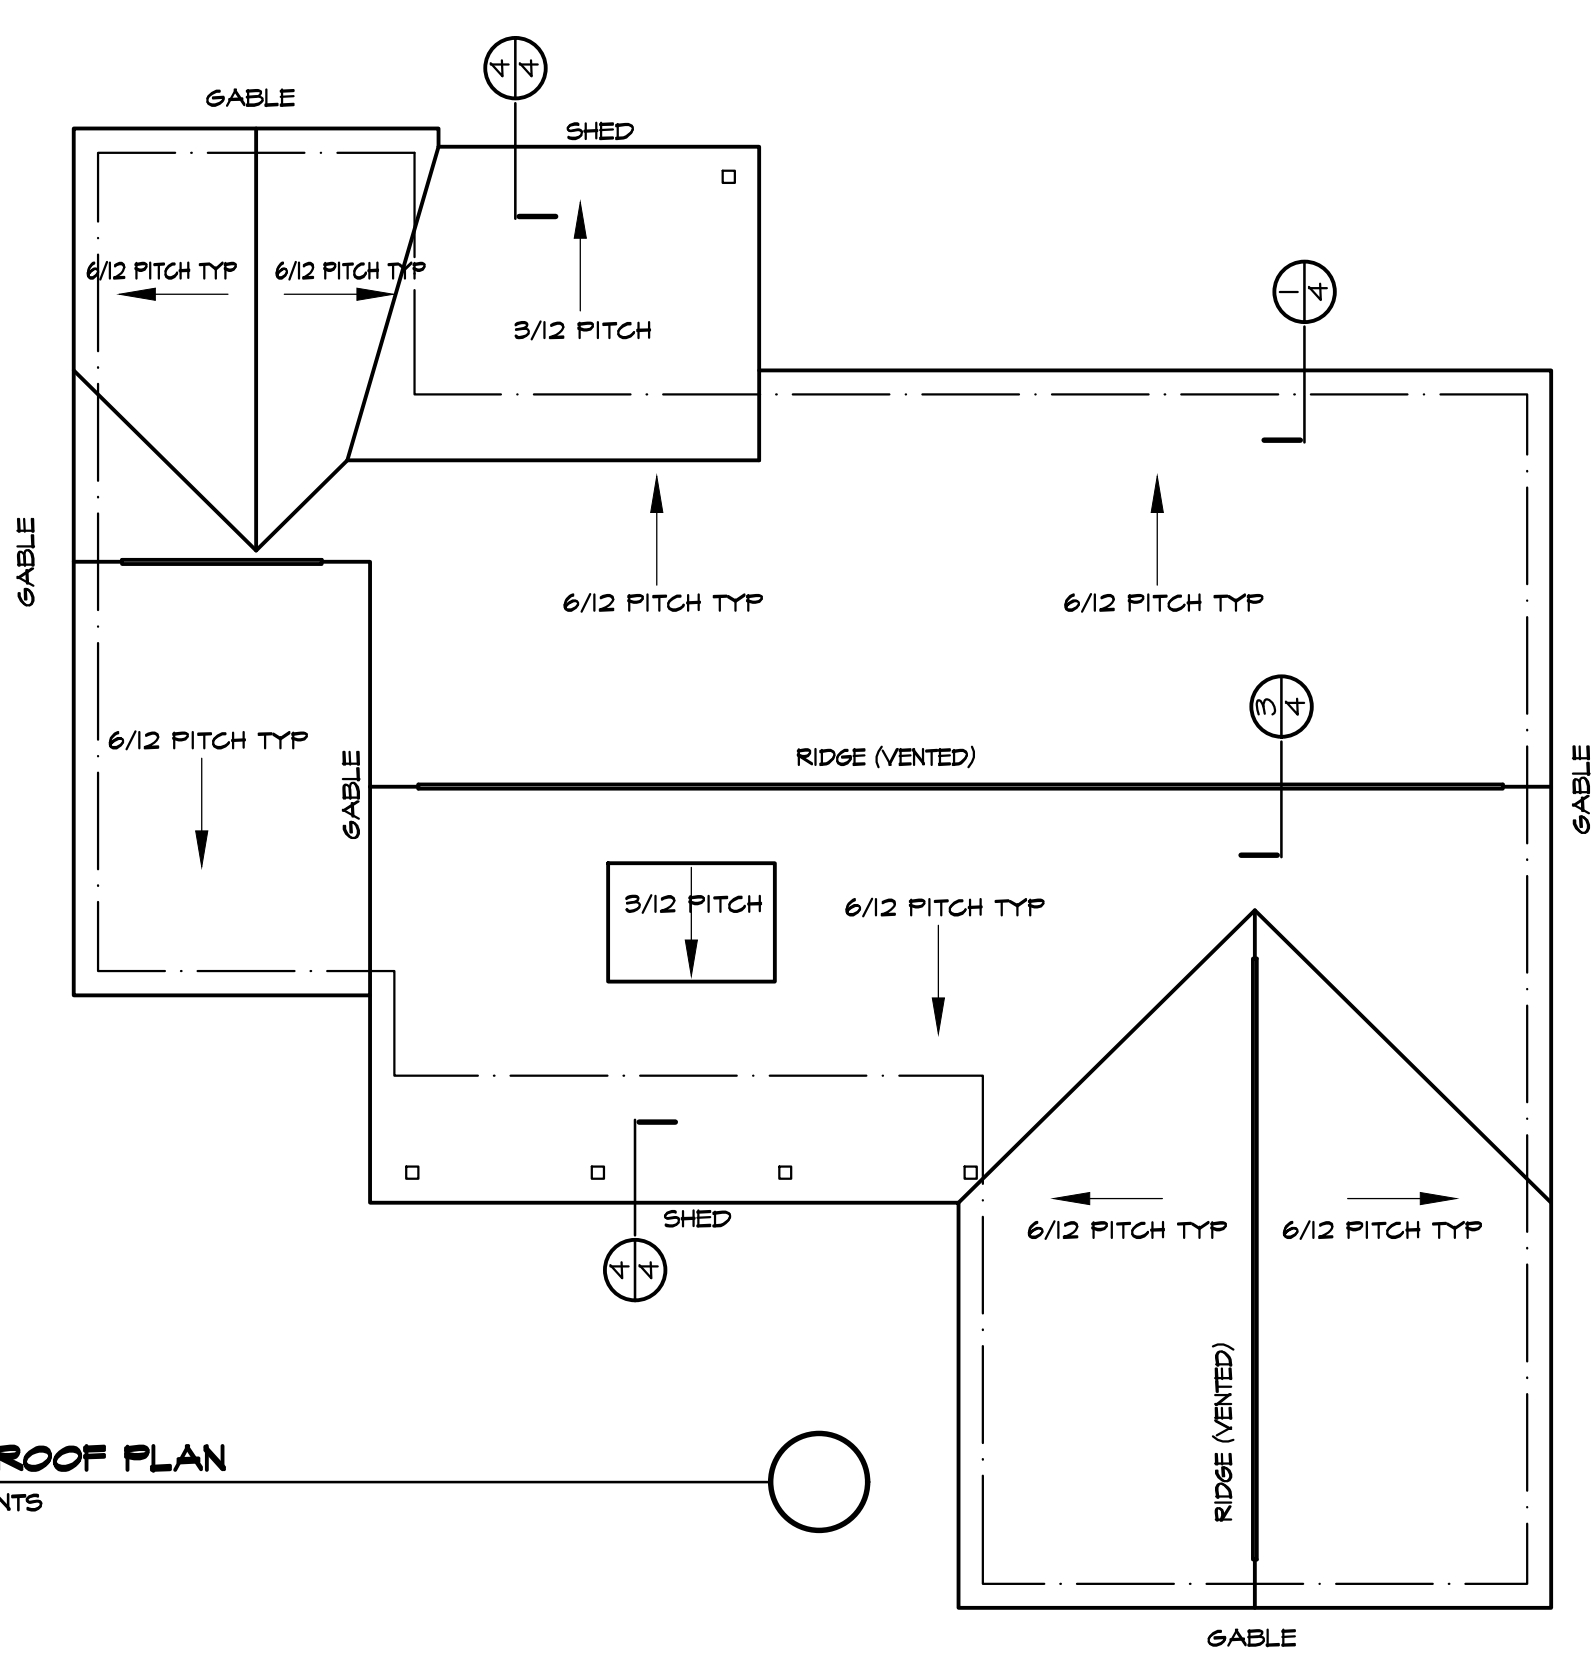 4 4
GABLE
SHED
6/12 PITCH TYP
6/12 PITCH TYP
1 4
3/12 PITCH
GABLE
6/12 PITCH TYP
6/12 PITCH TYP
3 4
6/12 PITCH TYP
GABLE
RIDGE (VENTED)
GABLE
3/12 PITCH
6/12 PITCH TYP
SHED
6/12 PITCH TYP
6/12 PITCH TYP
4 4
RIDGE (VENTED)
ROOF PLAN
NTS
GABLE